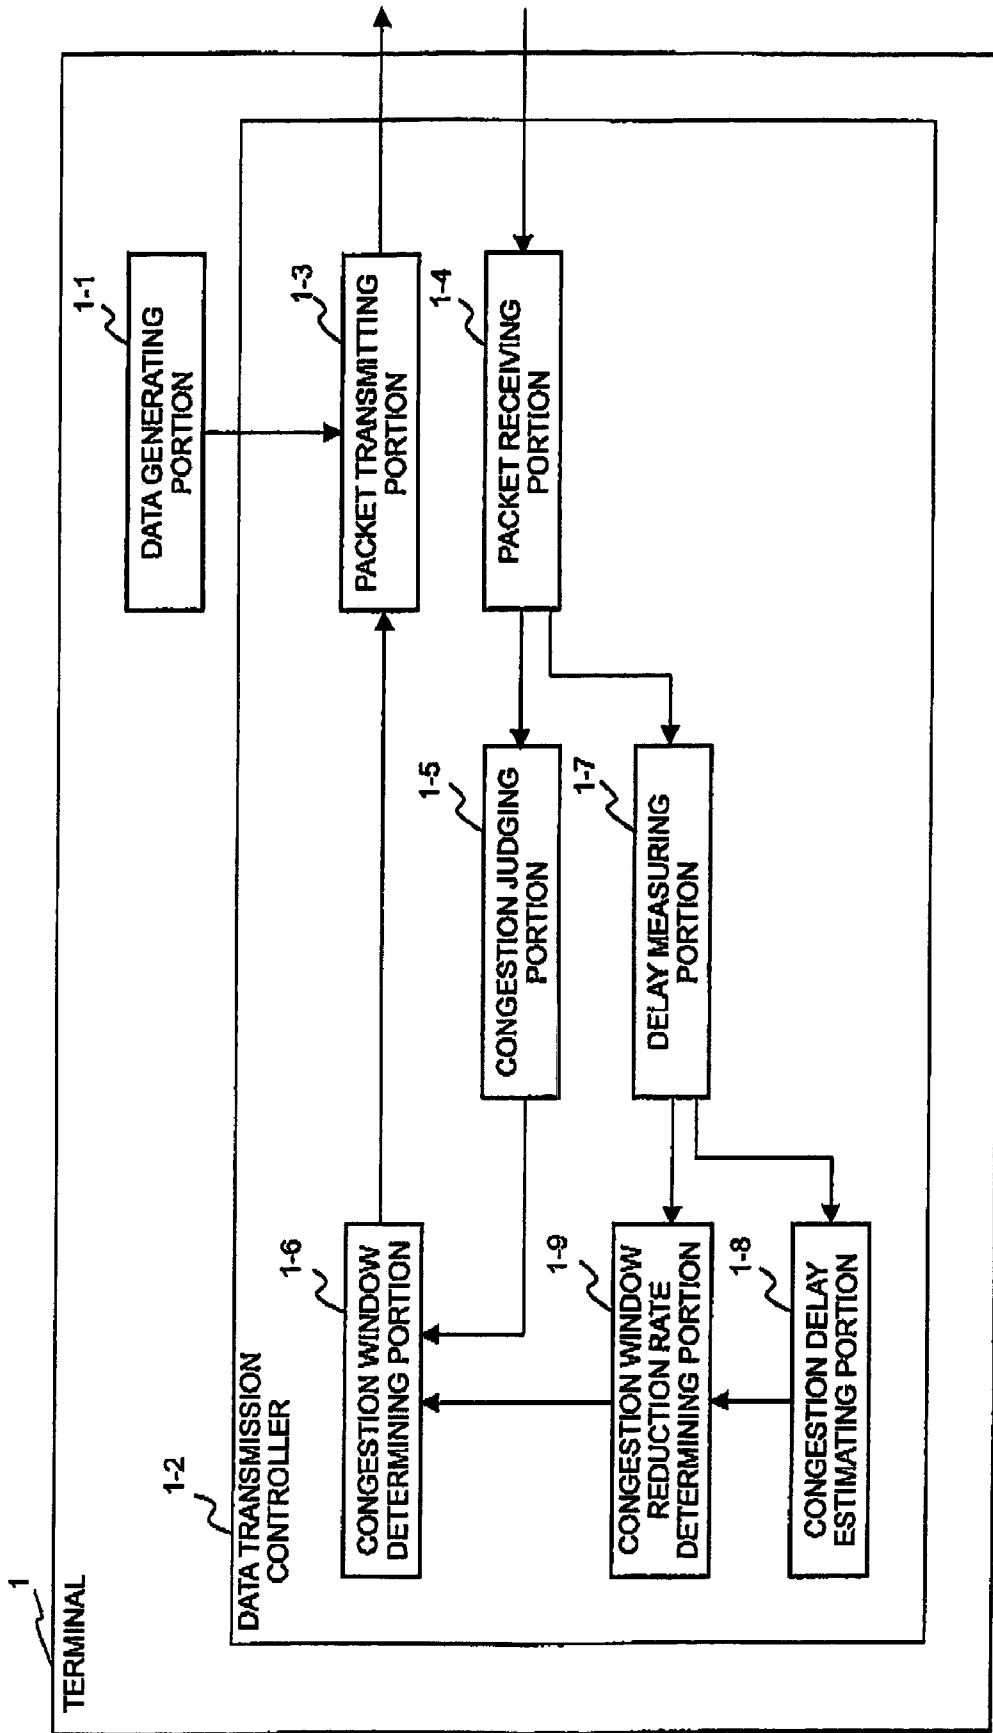 1
TERMINAL
1-2
DATA TRANSMISSION
CONTROLLER
1-1
DATA GENERATING
PORTION
1-6
CONGESTION WINDOW
DETERMINING PORTION
1-3
PACKET TRANSMITTING
PORTION
1-5
CONGESTION JUDGING
PORTION
1-4
PACKET RECEIVING
PORTION
1-9
CONGESTION WINDOW
REDUCTION RATE
DETERMINING PORTION
1-7
DELAY MEASURING
PORTION
1-8
CONGESTION DELAY
ESTIMATING PORTION